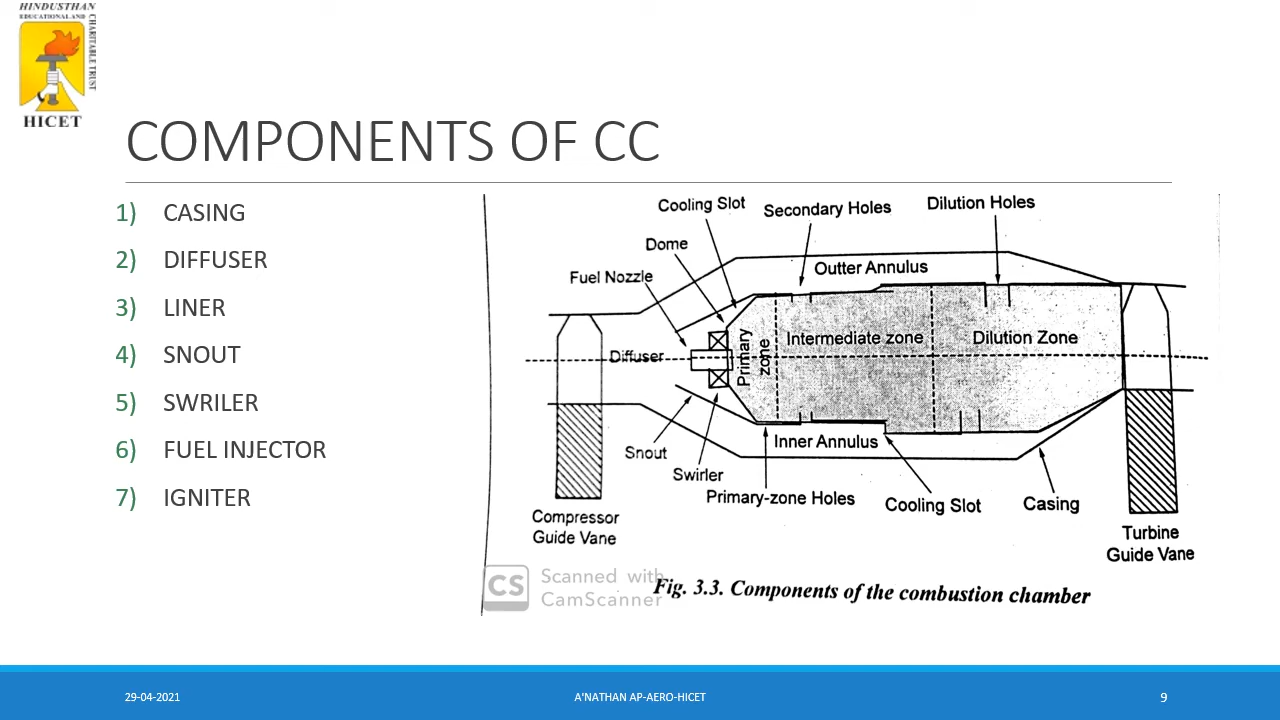 HINDUSTHAN
EDUCATIONAL AND
CHARITABLE TRUST
HICET
COMPONENTS OF CC
1) CASING
2) DIFFUSER
3) LINER
4) SNOUT
5) SWRILER
6) FUEL INJECTOR
7) IGNITER
Cooling Slot
Secondary Holes
Dilution Holes
Dome
Fuel Nozzle
Outter Annulus
Diffuser
Primary
zone
Intermediate zone
Dilution Zone
Snout
Swirler
Inner Annulus
Primary-zone Holes
Cooling Slot
Casing
Compressor
Guide Vane
Turbine
Guide Vane
CS
Scanned with
CamScanner
Fig. 3.3. Components of the combustion chamber
29-04-2021
A'NATHAN AP-AERO-HICET
9